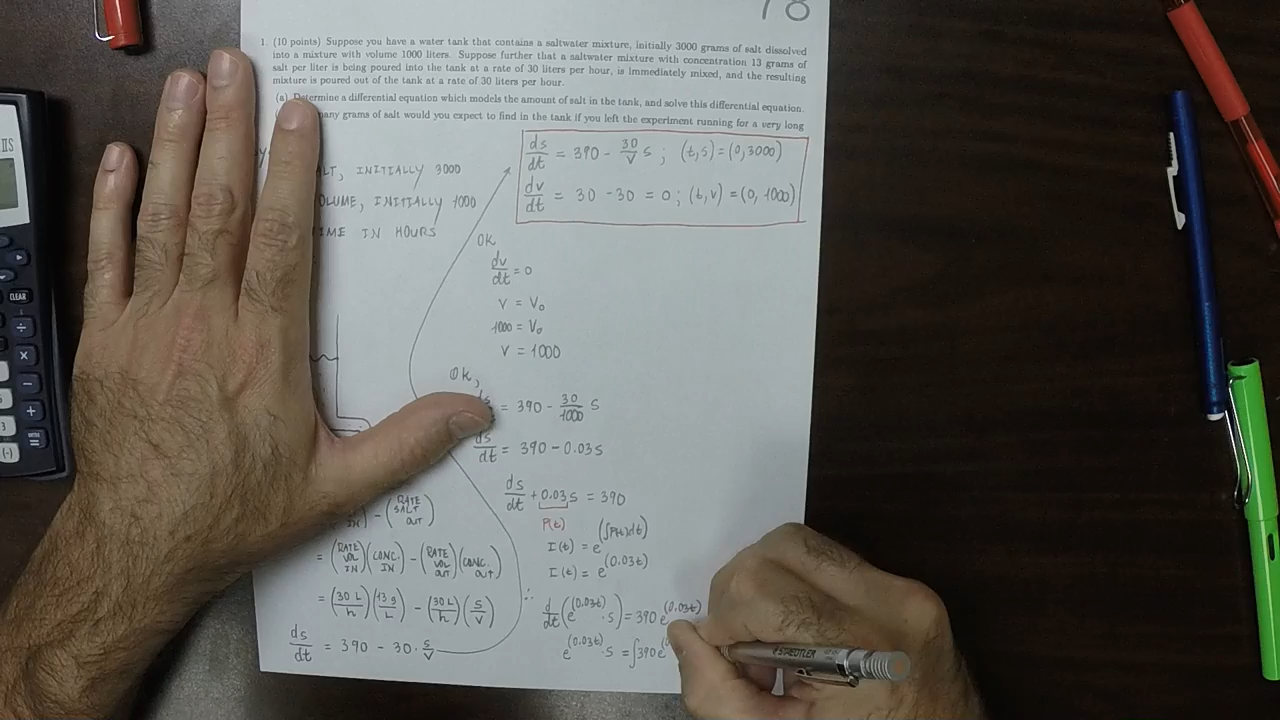 78
1. (10 points) Suppose you have a water tank that contains a saltwater mixture, initially 3000 grams of salt dissolved
into a mixture with volume 1000 liters. Suppose further that a saltwater mixture with concentration 13 grams of
salt per liter is being poured into the tank at a rate of 30 liters per hour, is immediately mixed, and the resulting
mixture is poured out of the tank at a rate of 30 liters per hour.
(a) Determine a differential equation which models the amount of salt in the tank, and solve this differential equation.
many grams of salt would you expect to find in the tank if you left the experiment running for a very long
ds/dt = 390 - 30/V s ; (t,s) = (0,3000)
dv/dt = 30 - 30 = 0 ; (t,v) = (0, 1000)
ALT, INITIALLY 3000
OLUME, INITIALLY 1000
IME IN HOURS
OK
dv/dt = 0
V = V₀
1000 = V₀
V = 1000
OK,
ds = 390 - 30/1000 s
ds/dt = 390 - 0.03s
ds/dt + 0.03s = 390
P(t)
I(t) = e^(∫P(t)dt)
I(t) = e^(0.03t)
∴ d/dt (e^(0.03t) · s) = 390 e^(0.03t)
e^(0.03t) · s = ∫390 e^(0
IN) - (RATE SALT OUT)
= (RATE VOL IN)(CONC. IN) - (RATE VOL OUT)(CONC. OUT)
= (30 L/h)(13 g/L) - (30 L/h)(s/V)
ds/dt = 390 - 30 · s/V
IIS
CLEAR
÷
×
-
+
3
=
(-)
STAEDTLER